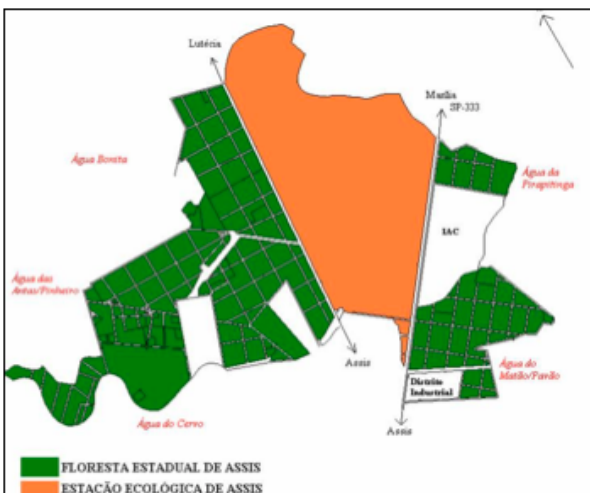 Lutécia
Marília
SP-333
Água Bonita
Água da
Pirapitinga
IAC
Água das
Antas/Pinheiro
Assis
Água do
Matão/Pavão
Distrito
Industrial
Água do Cervo
Assis
FLORESTA ESTADUAL DE ASSIS
ESTAÇÃO ECOLÓGICA DE ASSIS